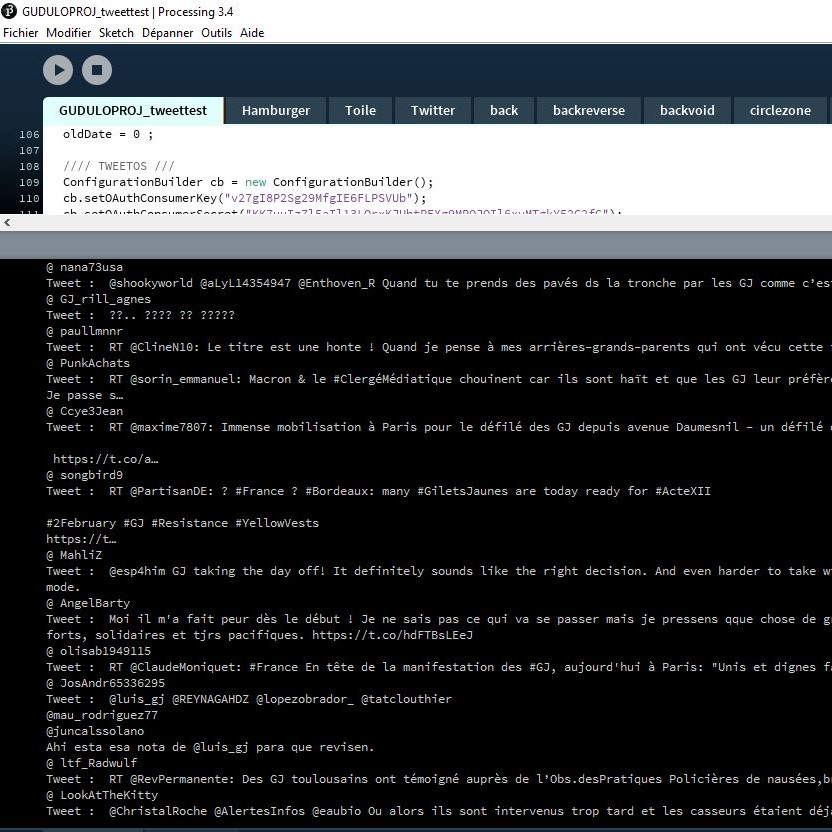 GUDULOPROJ_tweettest | Processing 3.4
Fichier Modifier Sketch Dépanner Outils Aide
GUDULOPROJ_tweettest Hamburger Toile Twitter back backreverse backvoid circlezone
106 oldDate = 0 ;
107
108 //// TWEETOS ///
109 ConfigurationBuilder cb = new ConfigurationBuilder();
110 cb.setOAuthConsumerKey("v27gI8P2Sg29MfgIE6FLPSVUb");
cb.setOAuthConsumerSecret(
@ nana73usa
Tweet : @shookyworld @aLyL14354947 @Enthoven_R Quand tu te prends des pavés ds la tronche par les GJ comme c'es
@ GJ_rill_agnes
Tweet : ??.. ???? ?? ?????
@ paullmnnr
Tweet : RT @ClineN10: Le titre est une honte ! Quand je pense à mes arrières-grands-parents qui ont vécu cette
@ PunkAchats
Tweet : RT @sorin_emmanuel: Macron & le #ClergéMédiatique chouinent car ils sont haït et que les GJ leur préfèr
Je passe s…
@ Ccye3Jean
Tweet : RT @maxime7807: Immense mobilisation à Paris pour le défilé des GJ depuis avenue Daumesnil – un défilé
https://t.co/a…
@ songbird9
Tweet : RT @PartisanDE: ? #France ? #Bordeaux: many #GiletsJaunes are today ready for #ActeXII
#2February #GJ #Resistance #YellowVests
https://t…
@ MahliZ
Tweet : @esp4him GJ taking the day off! It definitely sounds like the right decision. And even harder to take w
mode.
@ AngelBarty
Tweet : Moi il m'a fait peur dès le début ! Je ne sais pas ce qui va se passer mais je pressens qque chose de g
forts, solidaires et tjrs pacifiques. https://t.co/hdFTBsLEeJ
@ olisab1949115
Tweet : RT @ClaudeMoniquet: #France En tête de la manifestation des #GJ, aujourd'hui à Paris: "Unis et dignes f
@ JosAndr65336295
Tweet : @luis_gj @REYNAGAHDZ @lopezobrador_ @tatclouthier
@mau_rodriguez77
@juncalssolano
Ahi esta esa nota de @luis_gj para que revisen.
@ ltf_Radwulf
Tweet : RT @RevPermanente: Des GJ toulousains ont témoigné auprès de l'Obs.desPratiques Policières de nausées,b
@ LookAtTheKitty
Tweet : @ChristalRoche @AlertesInfos @eaubio Ou alors ils sont intervenus trop tard et les casseurs étaient déj